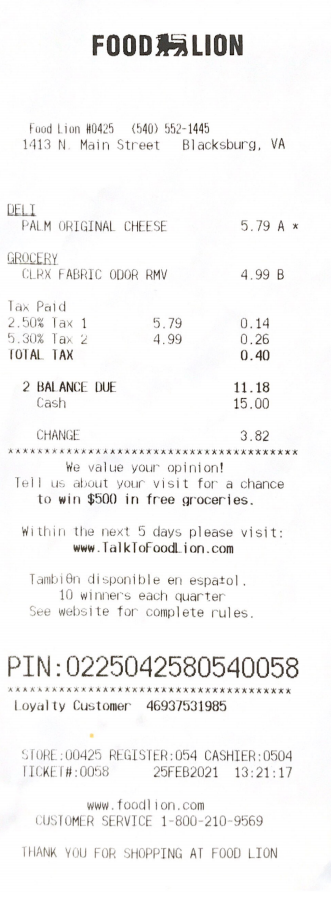 FOOD LION
Food Lion #0425 (540) 552-1445
1413 N. Main Street Blacksburg, VA
DELI
PALM ORIGINAL CHEESE 5.79 A *
GROCERY
CLRX FABRIC ODOR RMV 4.99 B
Tax Paid
2.50% Tax 1 5.79 0.14
5.30% Tax 2 4.99 0.26
TOTAL TAX 0.40
2 BALANCE DUE 11.18
Cash 15.00
CHANGE 3.82
****************************************
We value your opinion!
Tell us about your visit for a chance
to win $500 in free groceries.
Within the next 5 days please visit:
www.TalkToFoodLion.com
Tambiθn disponible en espa±ol.
10 winners each quarter
See website for complete rules.
PIN:0225042580540058
***************************************
Loyalty Customer 46937531985
STORE:00425 REGISTER:054 CASHIER:0504
TICKET#:0058 25FEB2021 13:21:17
www.foodlion.com
CUSTOMER SERVICE 1-800-210-9569
THANK YOU FOR SHOPPING AT FOOD LION